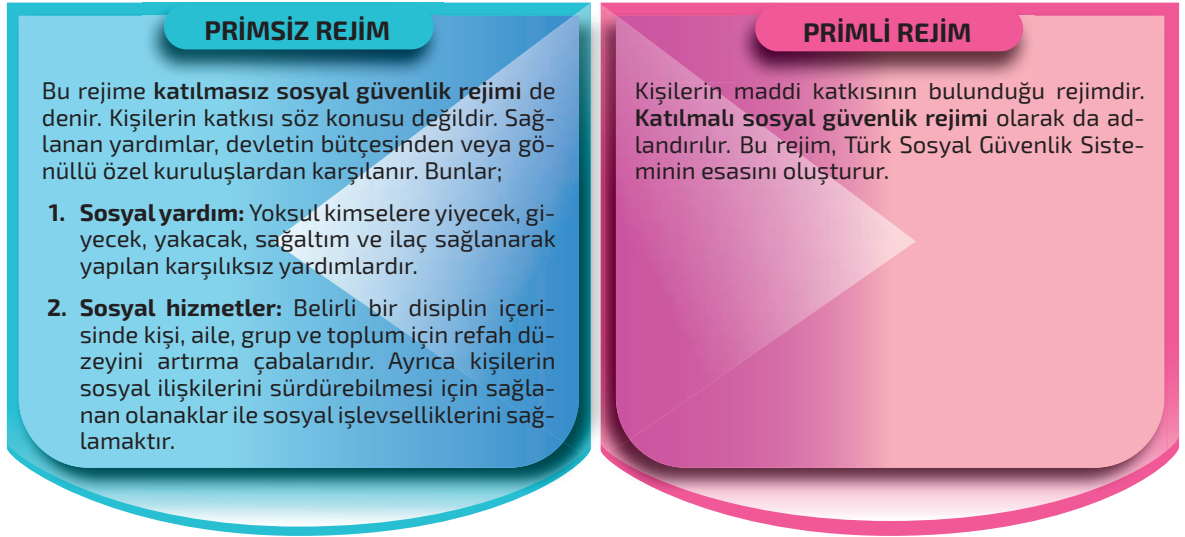 PRİMSİZ REJİM
Bu rejime katılmasız sosyal güvenlik rejimi de
denir. Kişilerin katkısı söz konusu değildir. Sağ-
lanan yardımlar, devletin bütçesinden veya gö-
nüllü özel kuruluşlardan karşılanır. Bunlar;
1. Sosyal yardım: Yoksul kimselere yiyecek, gi-
yecek, yakacak, sağaltım ve ilaç sağlanarak
yapılan karşılıksız yardımlardır.
2. Sosyal hizmetler: Belirli bir disiplin içeri-
sinde kişi, aile, grup ve toplum için refah dü-
zeyini artırma çabalarıdır. Ayrıca kişilerin
sosyal ilişkilerini sürdürebilmesi için sağla-
nan olanaklar ile sosyal işlevselliklerini sağ-
lamaktır.
PRİMLİ REJİM
Kişilerin maddi katkısının bulunduğu rejimdir.
Katılmalı sosyal güvenlik rejimi olarak da ad-
landırılır. Bu rejim, Türk Sosyal Güvenlik Siste-
minin esasını oluşturur.